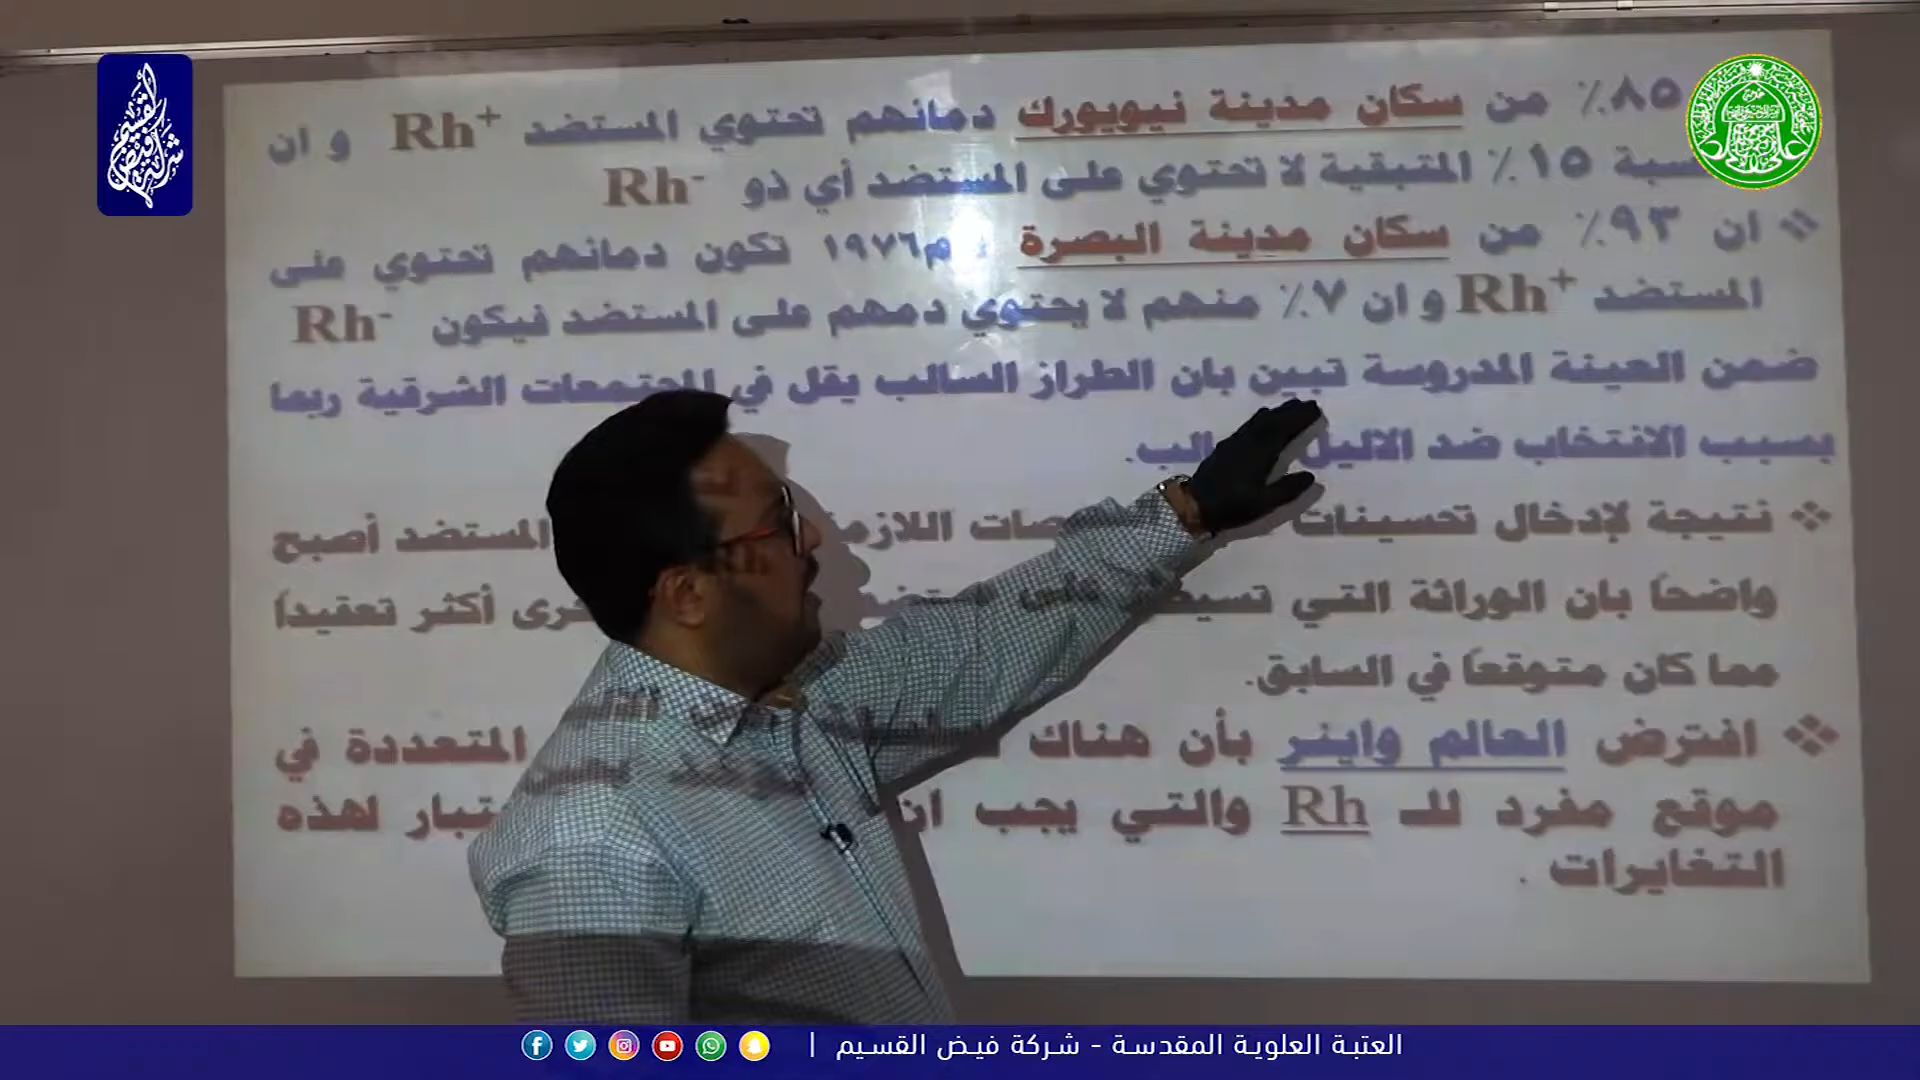 ٨٥٪ من سكان مدينة نيويورك دمائهم تحتوي المستضد Rh+ و ان
١٥٪ المتبقية لا تحتوي على المستضد أي ذو Rh-
ان ٩٣٪ من سكان مدينة البصرة ١٩٧٦م تكون دمائهم تحتوي على
المستضد Rh+ و ان ٧٪ منهم لا يحتوي دمهم على المستضد فيكون Rh-
ضمن العينة المدروسة تبين بان الطراز السالب يقل في المجتمعات الشرقية ربما
بسبب الانتخاب ضد الاليل
نتيجة لإدخال تحسينات المستضد أصبح
واضحاً بان الوراثة التي أكثر تعقيداً
مما كان متوقعاً في السابق.
افترض العالم واينر بأن هناك المتعددة في
موقع مفرد للـ Rh والتي يجب ان لهذه
التغايرات .
العتبة العلوية المقدسة - شركة فيض القسيم |